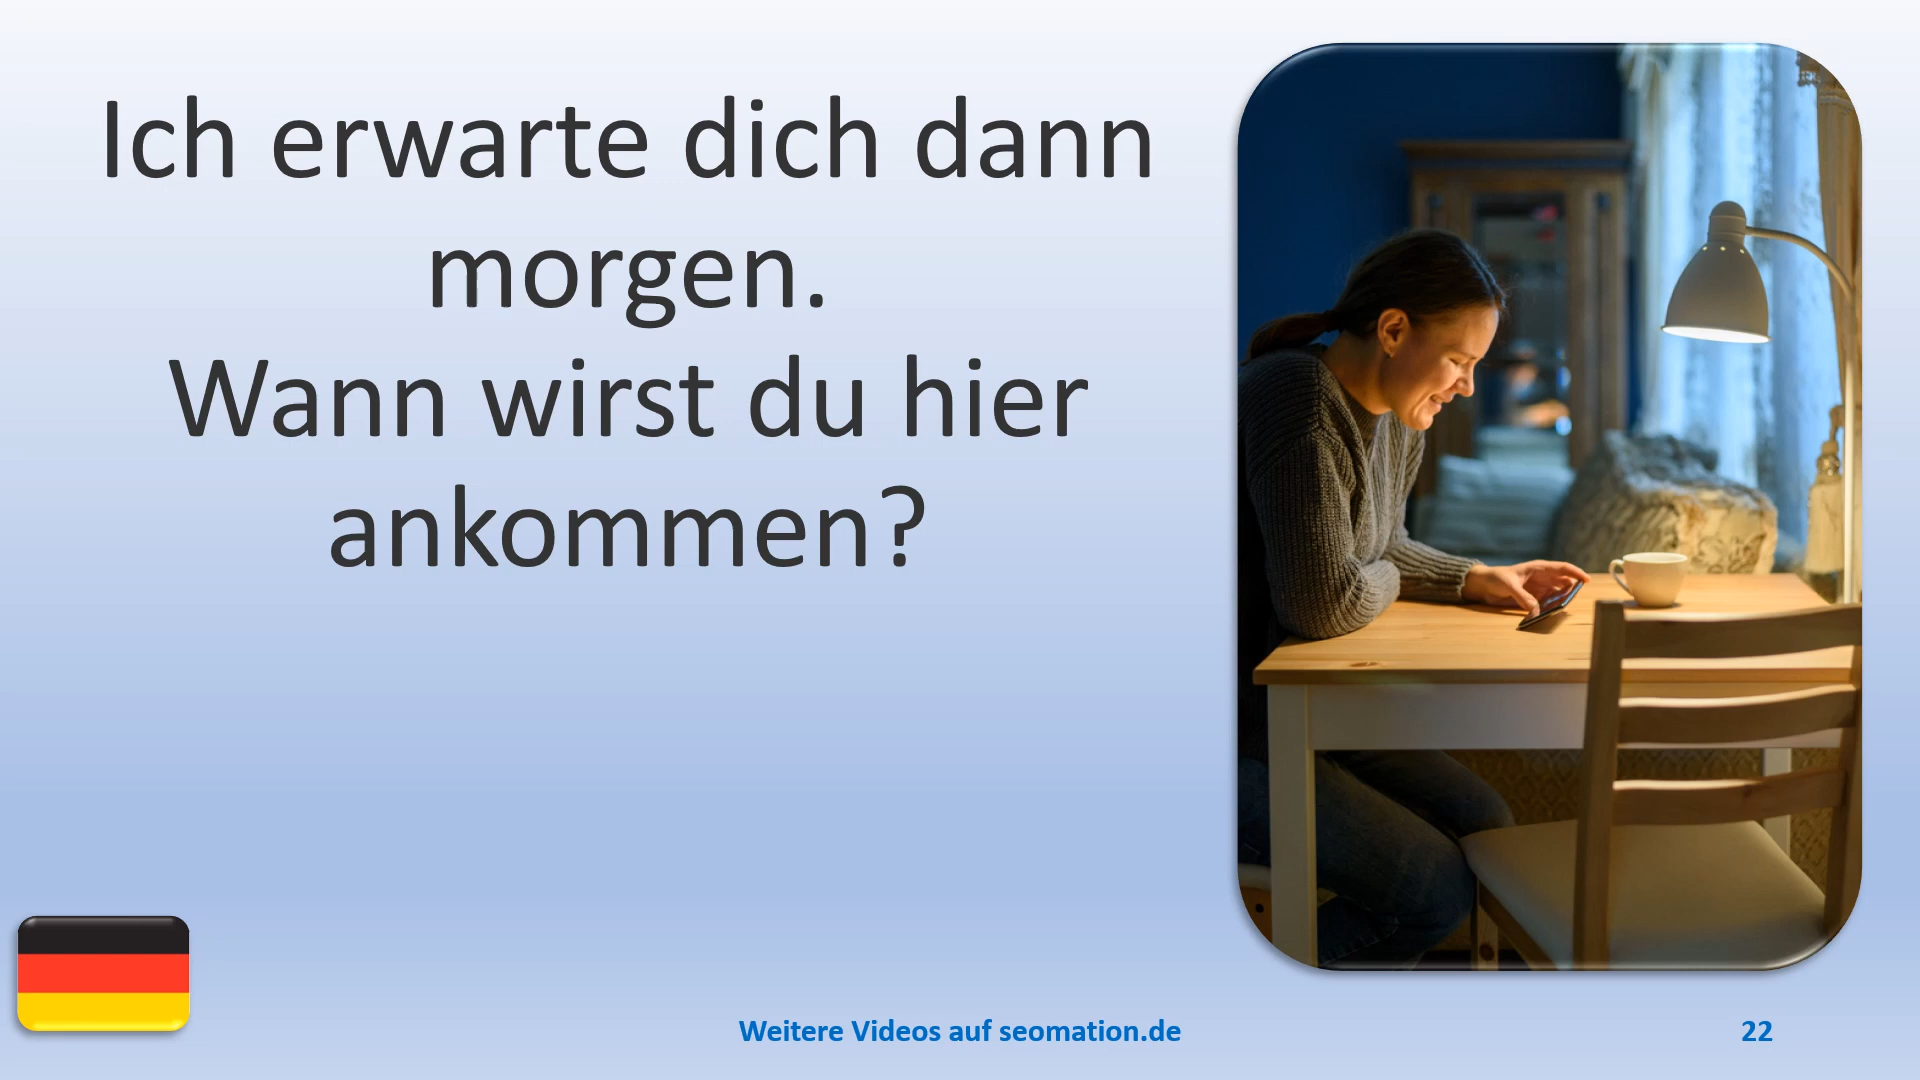 Ich erwarte dich dann
morgen.
Wann wirst du hier
ankommen?
Weitere Videos auf seomation.de
22